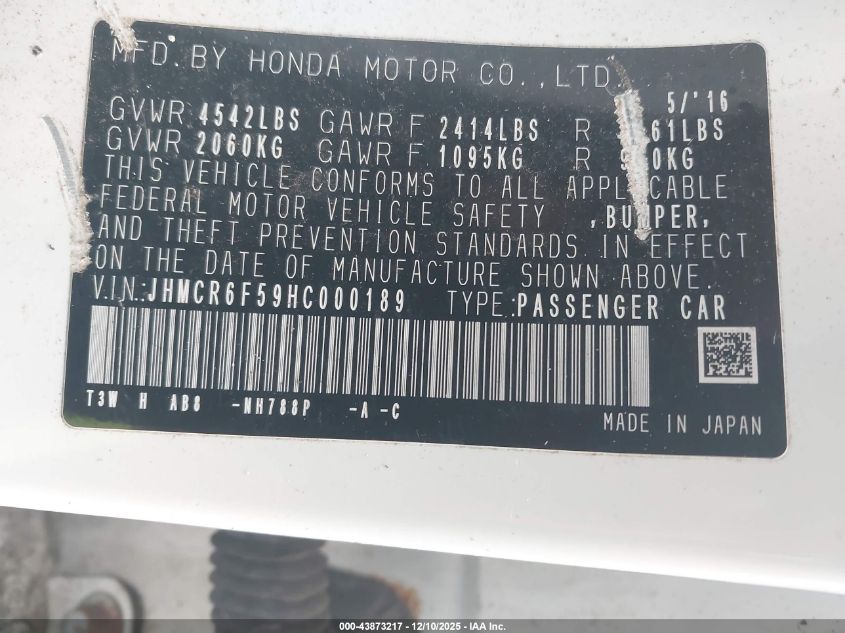 MFD. BY HONDA MOTOR CO., LTD. 5/'16
GVWR 4542LBS GAWR F 2414LBS R
GVWR 2060KG GAWR F 1095KG R
THIS VEHICLE CONFORMS TO ALL APPLICABLE
FEDERAL MOTOR VEHICLE SAFETY ,BUMPER,
AND THEFT PREVENTION STANDARDS IN EFFECT
ON THE DATE OF MANUFACTURE SHOWN ABOVE.
V.I.N.:JHMCR6F59HC000189 TYPE:PASSENGER CAR
T3W H AB8 -NH788P -A -C
MADE IN JAPAN
000-43873217 - 12/10/2025 - IAA Inc.